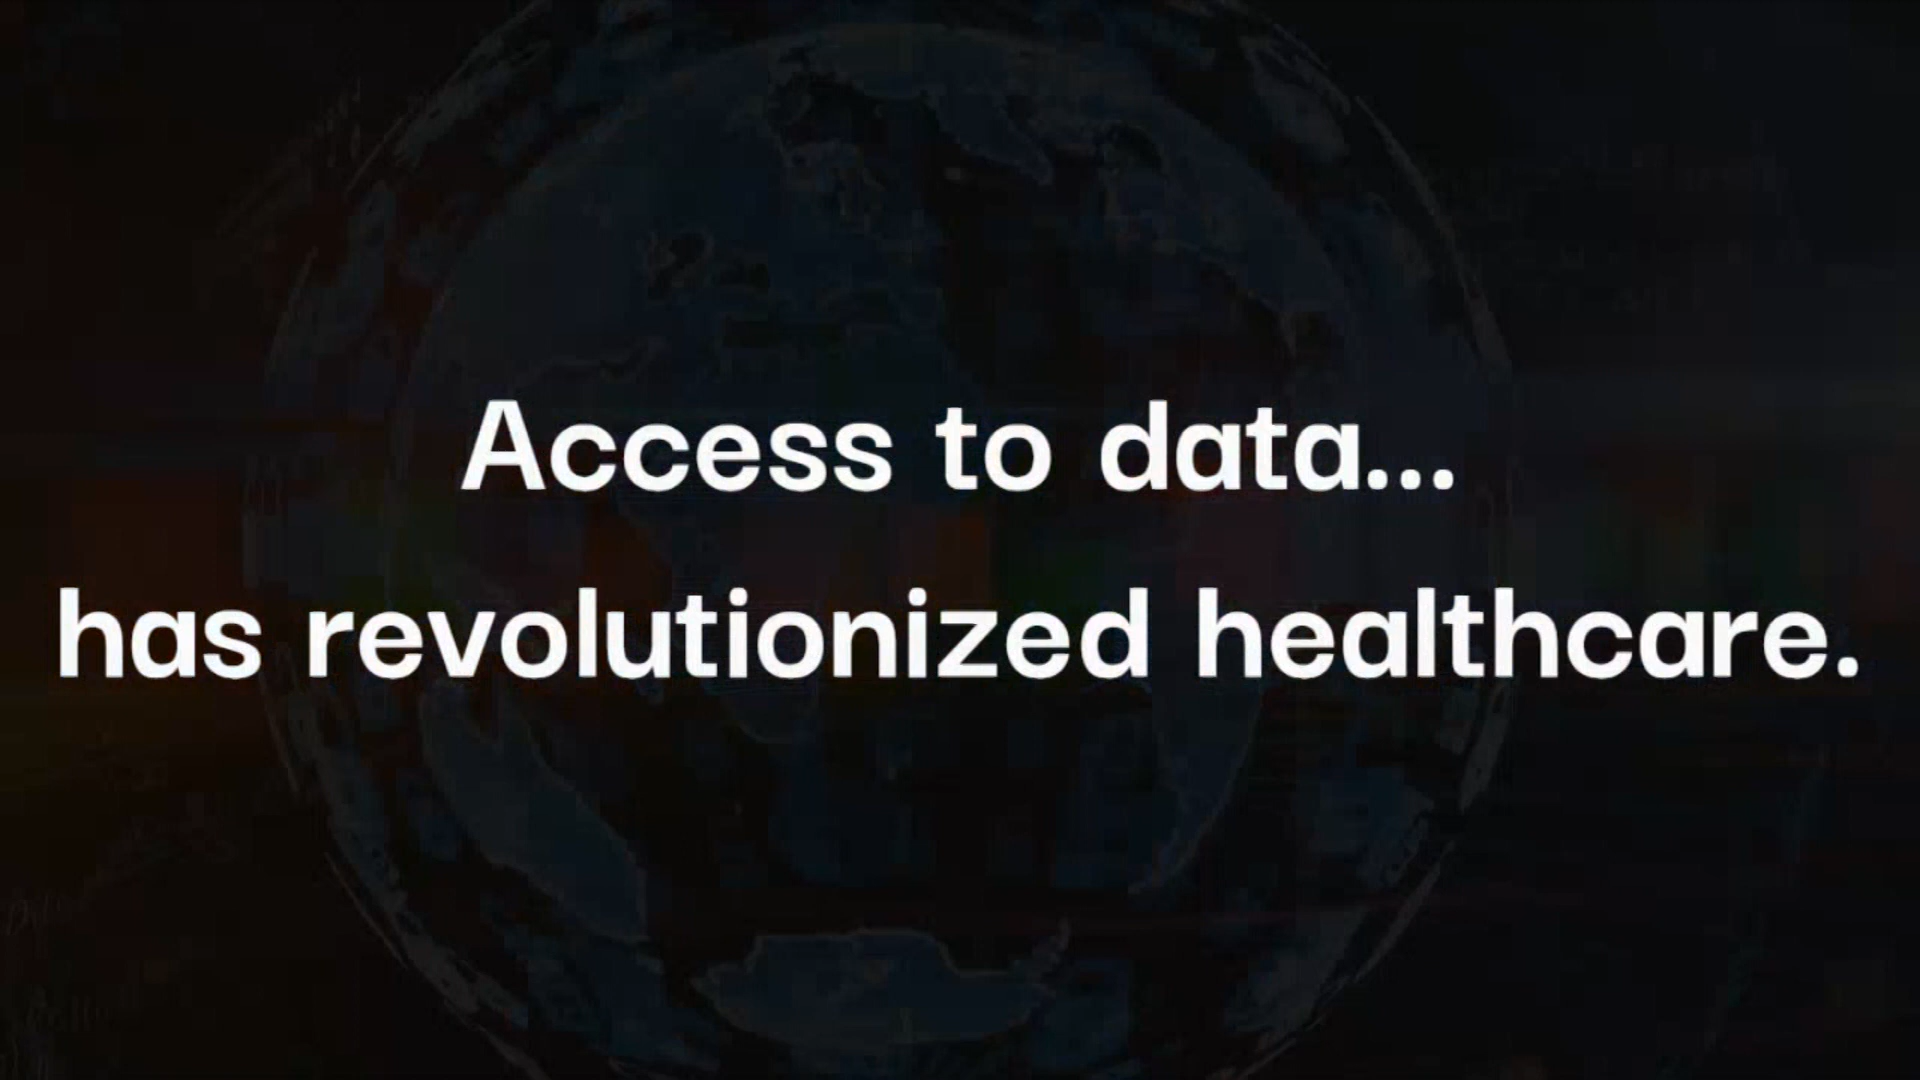 Access to data...
has revolutionized healthcare.